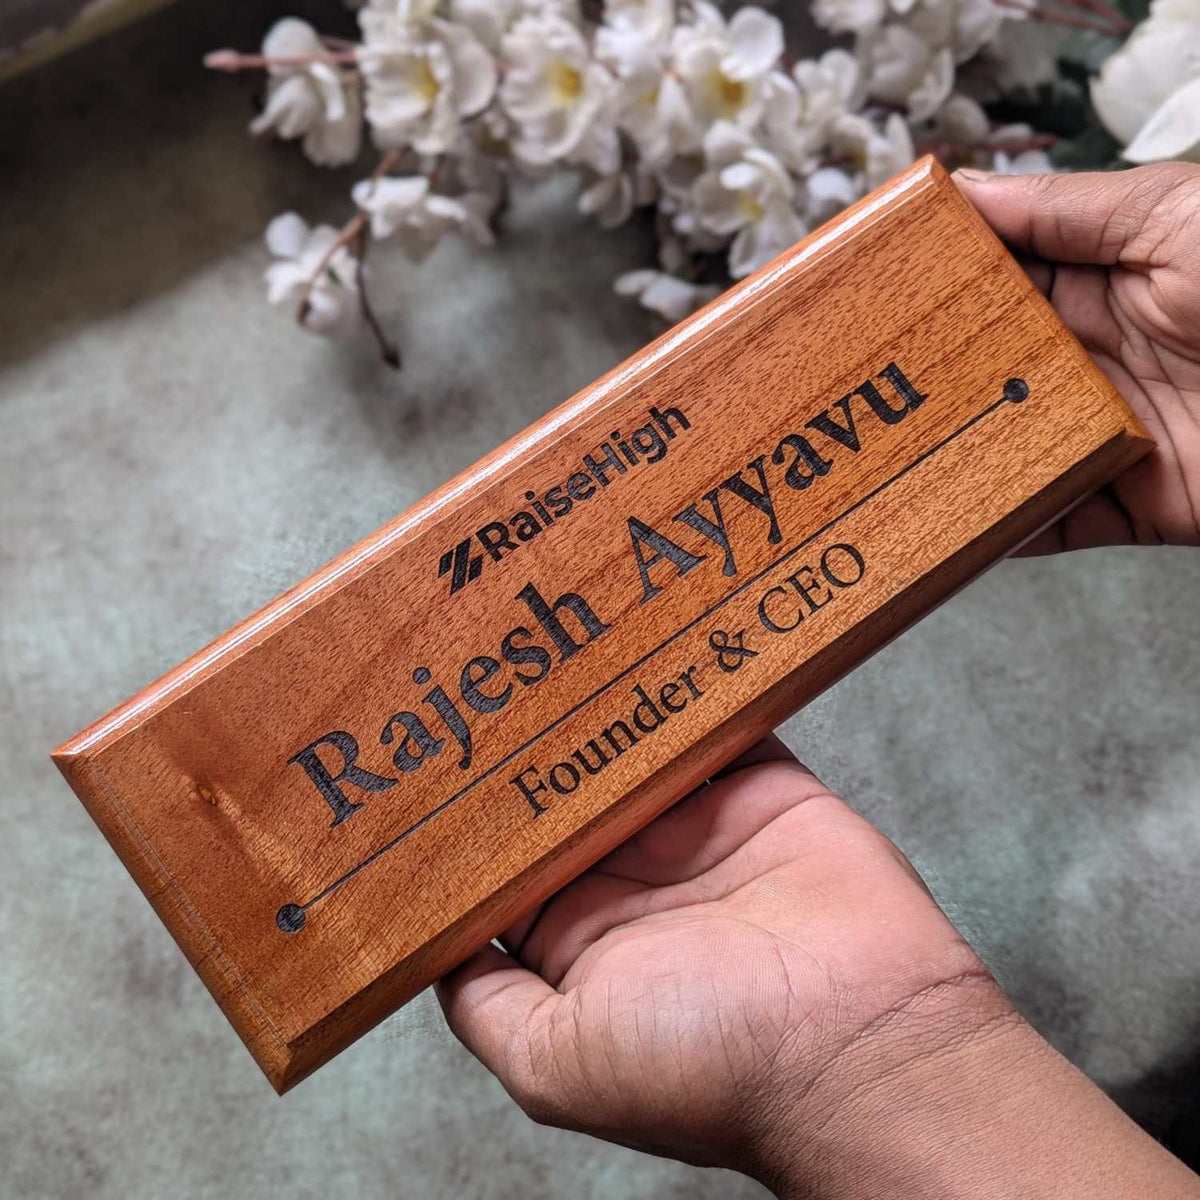 RaiseHigh
Rajesh Ayyavu
Founder & CEO